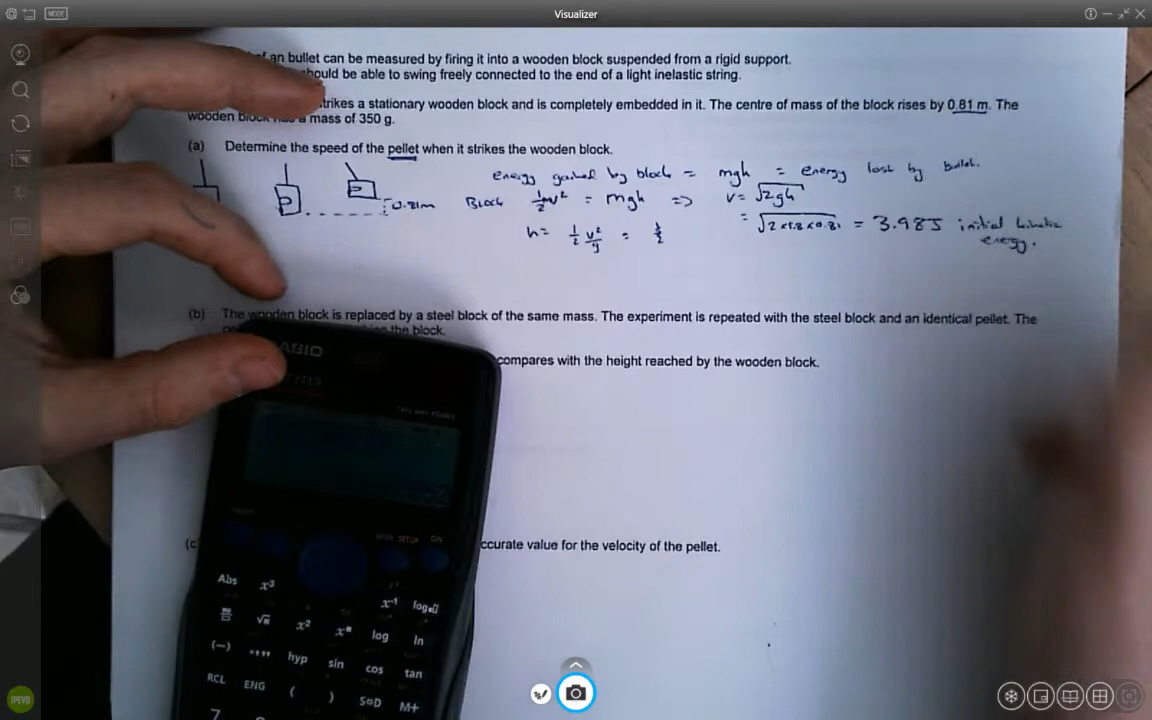 MODE
Visualizer
of an bullet can be measured by firing it into a wooden block suspended from a rigid support.
hould be able to swing freely connected to the end of a light inelastic string.
trikes a stationary wooden block and is completely embedded in it. The centre of mass of the block rises by 0.81 m. The
wooden block has a mass of 350 g.
(a) Determine the speed of the pellet when it strikes the wooden block.
energy gained by block = mgh = energy lost by bullet.
0.81m Block ½mv² = mgh => v = √2gh
= √2 x 9.8 x 0.81 = 3.985 initial kinetic energy.
h = ½ v²/g =
(b) The wooden block is replaced by a steel block of the same mass. The experiment is repeated with the steel block and an identical pellet. The
the block.
compares with the height reached by the wooden block.
(c
ccurate value for the velocity of the pellet.
CASIO
SETUP ON
Abs x³ x⁻¹ log
√ x² log ln
(−) hyp sin cos tan
RCL ENG ( ) S⇔D M+
7
IPEVO